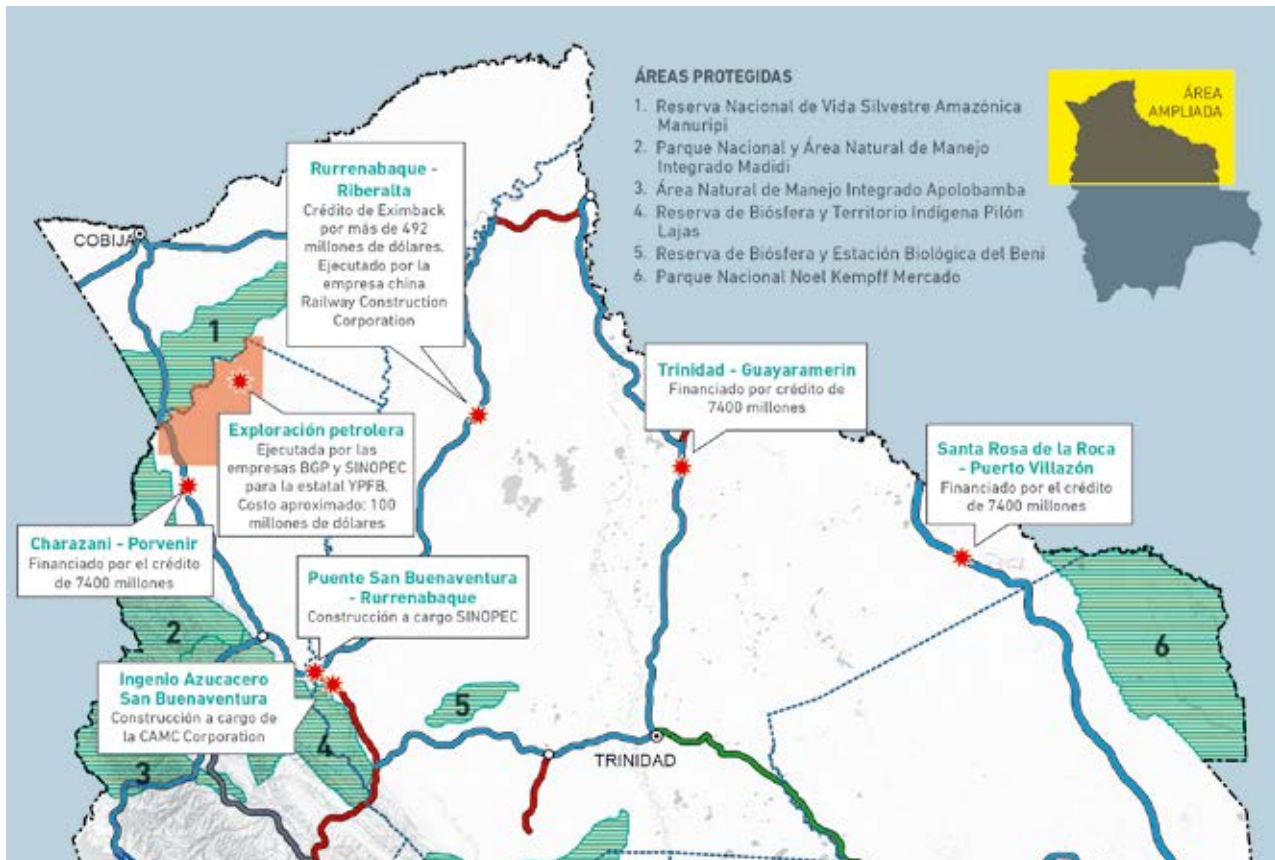 ÁREAS PROTEGIDAS
1. Reserva Nacional de Vida Silvestre Amazónica
Manuripi
2. Parque Nacional y Área Natural de Manejo
Integrado Madidi
3. Área Natural de Manejo Integrado Apolobamba
4. Reserva de Biósfera y Territorio Indígena Pilón
Lajas
5. Reserva de Biósfera y Estación Biológica del Beni
6. Parque Nacional Noel Kempff Mercado
ÁREA
AMPLIADA
Rurrenabaque -
Riberalta
Crédito de Eximback
por más de 492
millones de dólares.
Ejecutado por la
empresa china
Railway Construction
Corporation
COBIJA
1
Trinidad - Guayaramerin
Financiado por crédito de
7400 millones
Exploración petrolera
Ejecutada por las
empresas BGP y SINOPEC
para la estatal YPFB.
Costo aproximado: 100
millones de dólares
Santa Rosa de la Roca
- Puerto Villazón
Financiado por el crédito
de 7400 millones
Charazani - Porvenir
Financiado por el crédito
de 7400 millones
Puente San Buenaventura
- Rurrenabaque
Construcción a cargo SINOPEC
2
6
Ingenio Azucacero
San Buenaventura
Construcción a cargo de
la CAMC Corporation
5
4
TRINIDAD
3